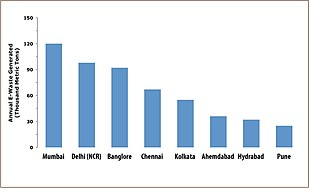 Annual E-Waste Generated
(Thousand Metric Tons)
150
120
90
60
30
0
Mumbai Delhi (NCR) Banglore Chennai Kolkata Ahemdabad Hydrabad Pune